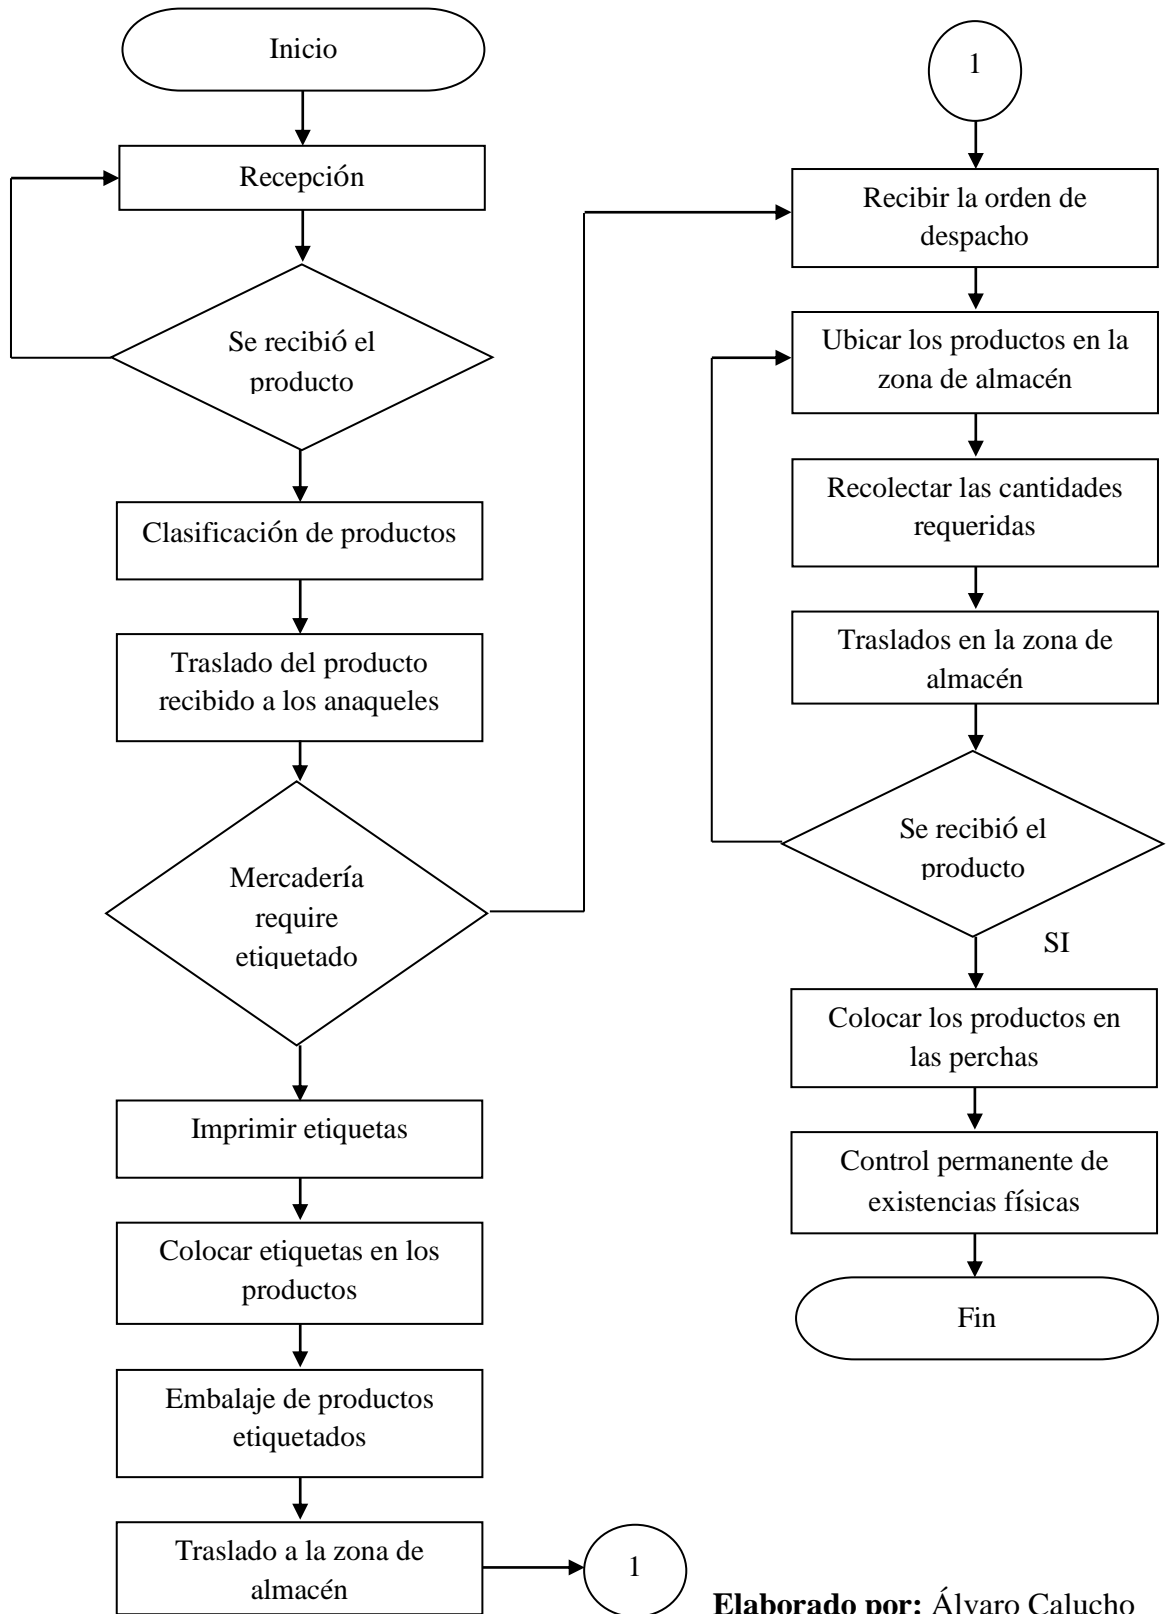 Inicio
Recepción
Se recibió el
producto
Clasificación de productos
Traslado del producto
recibido a los anaqueles
Mercadería
require
etiquetado
Imprimir etiquetas
Colocar etiquetas en los
productos
Embalaje de productos
etiquetados
Traslado a la zona de
almacén
1
1
Recibir la orden de
despacho
Ubicar los productos en la
zona de almacén
Recolectar las cantidades
requeridas
Traslados en la zona de
almacén
Se recibió el
producto
SI
Colocar los productos en
las perchas
Control permanente de
existencias físicas
Fin
Elaborado por: Álvaro Calucho